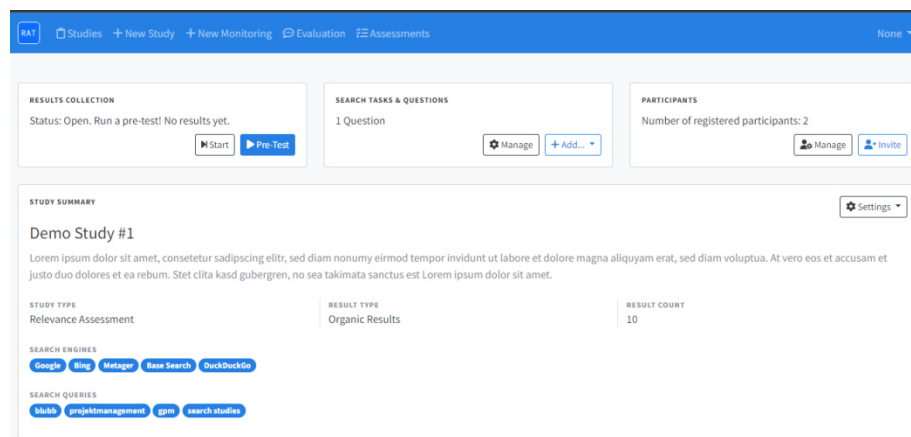 RAT Studies + New Study + New Monitoring Evaluation Assessments None
RESULTS COLLECTION
Status: Open. Run a pre-test! No results yet.
Start Pre-Test
SEARCH TASKS & QUESTIONS
1 Question
Manage + Add...
PARTICIPANTS
Number of registered participants: 2
Manage Invite
STUDY SUMMARY
Settings
Demo Study #1
Lorem ipsum dolor sit amet, consetetur sadipscing elitr, sed diam nonumy eirmod tempor invidunt ut labore et dolore magna aliquyam erat, sed diam voluptua. At vero eos et accusam et
justo duo dolores et ea rebum. Stet clita kasd gubergren, no sea takimata sanctus est Lorem ipsum dolor sit amet.
STUDY TYPE
Relevance Assessment
RESULT TYPE
Organic Results
RESULT COUNT
10
SEARCH ENGINES
Google Bing Metager Base Search DuckDuckGo
SEARCH QUERIES
blubb projektmanagement gpm search studies